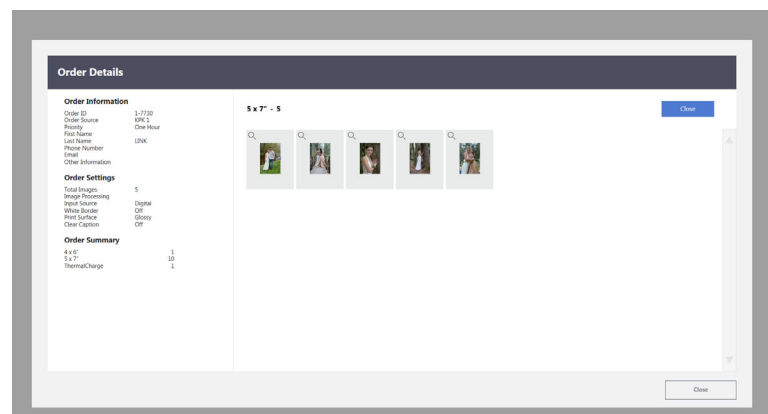 Order Details
Order Information
Order ID 1-7730
Order Source KPK 1
Priority One Hour
First Name
Last Name LINK
Phone Number
Email
Other Information
Order Settings
Total Images 5
Image Processing
Input Source Digital
White Border Off
Print Surface Glossy
Clear Caption Off
Order Summary
4 x 6" 1
5 x 7" 10
ThermalCharge 1
5 x 7" - 5
Close
Close